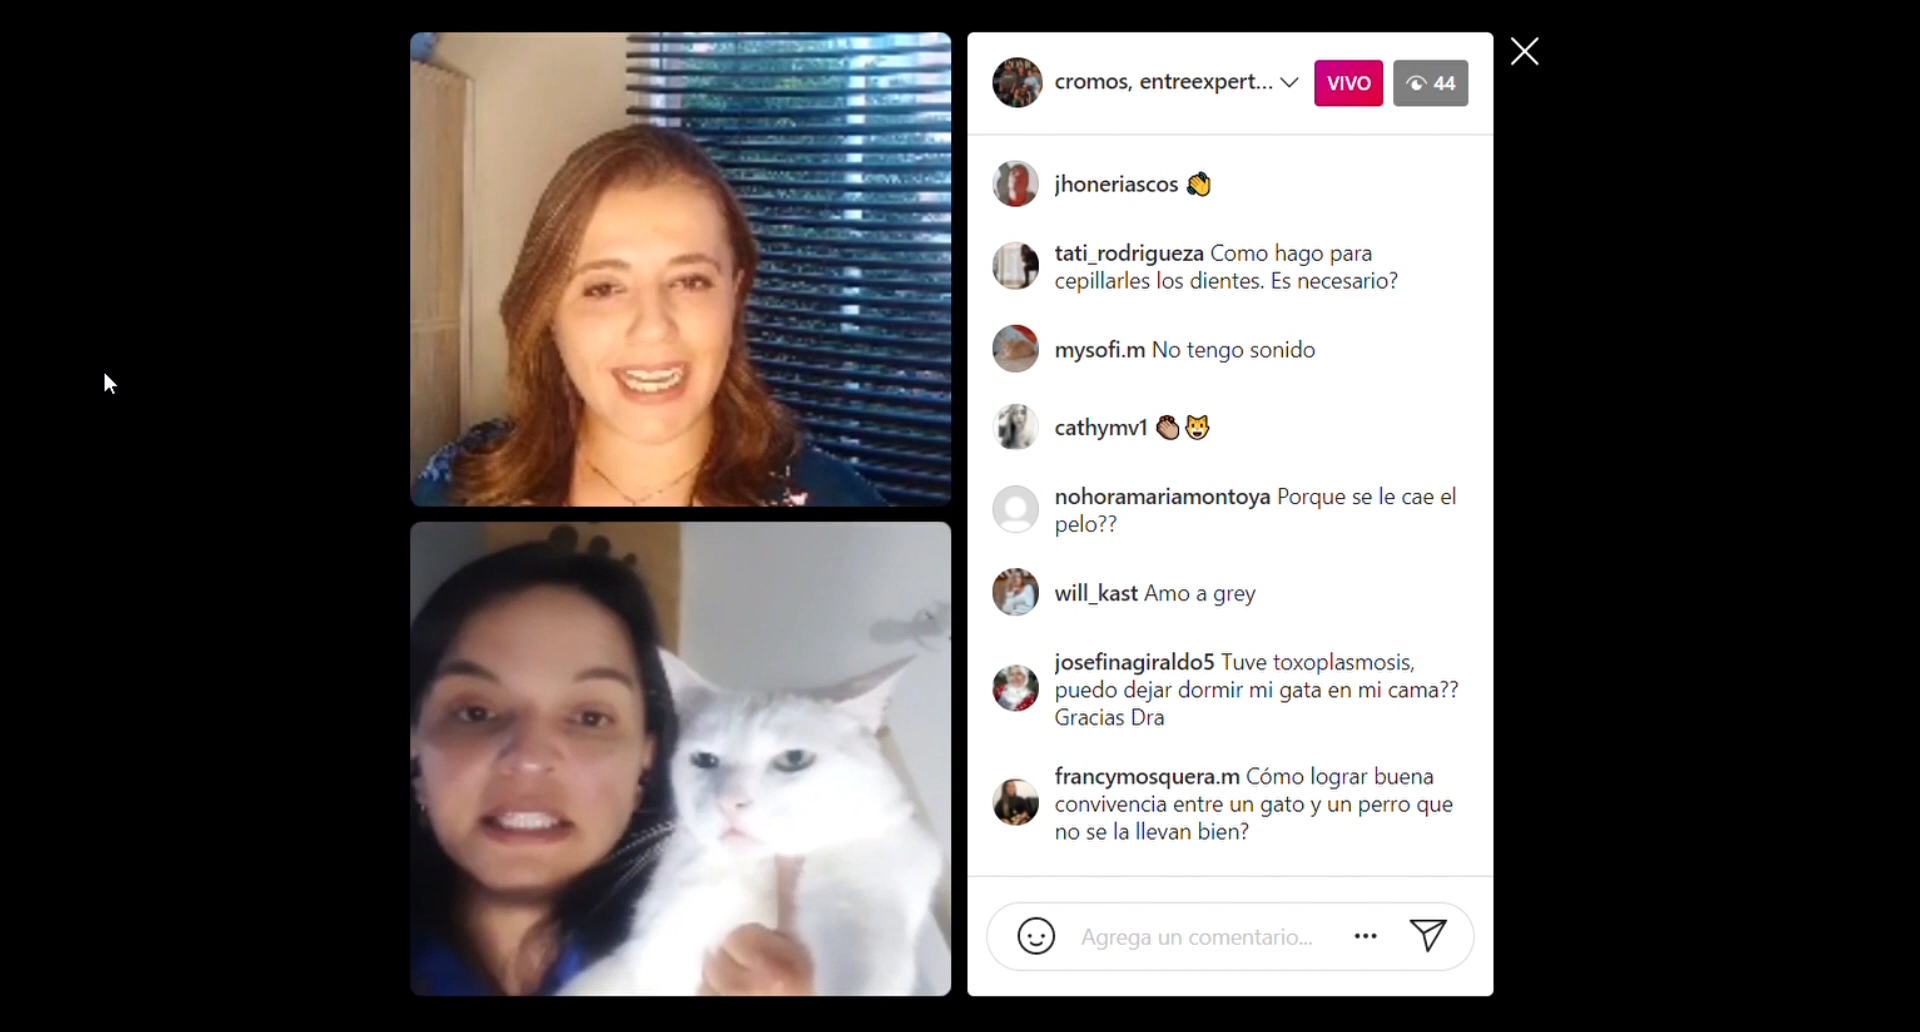 cromos, entreexpert...
VIVO
44
jhoneriascos 👏
tati_rodrigueza Como hago para
cepillarles los dientes. Es necesario?
mysofi.m No tengo sonido
cathymv1 👏🏽😺
nohoramariamontoya Porque se le cae el
pelo??
will_kast Amo a grey
josefinagiraldo5 Tuve toxoplasmosis,
puedo dejar dormir mi gata en mi cama??
Gracias Dra
francymosquera.m Cómo lograr buena
convivencia entre un gato y un perro que
no se la llevan bien?
Agrega un comentario...